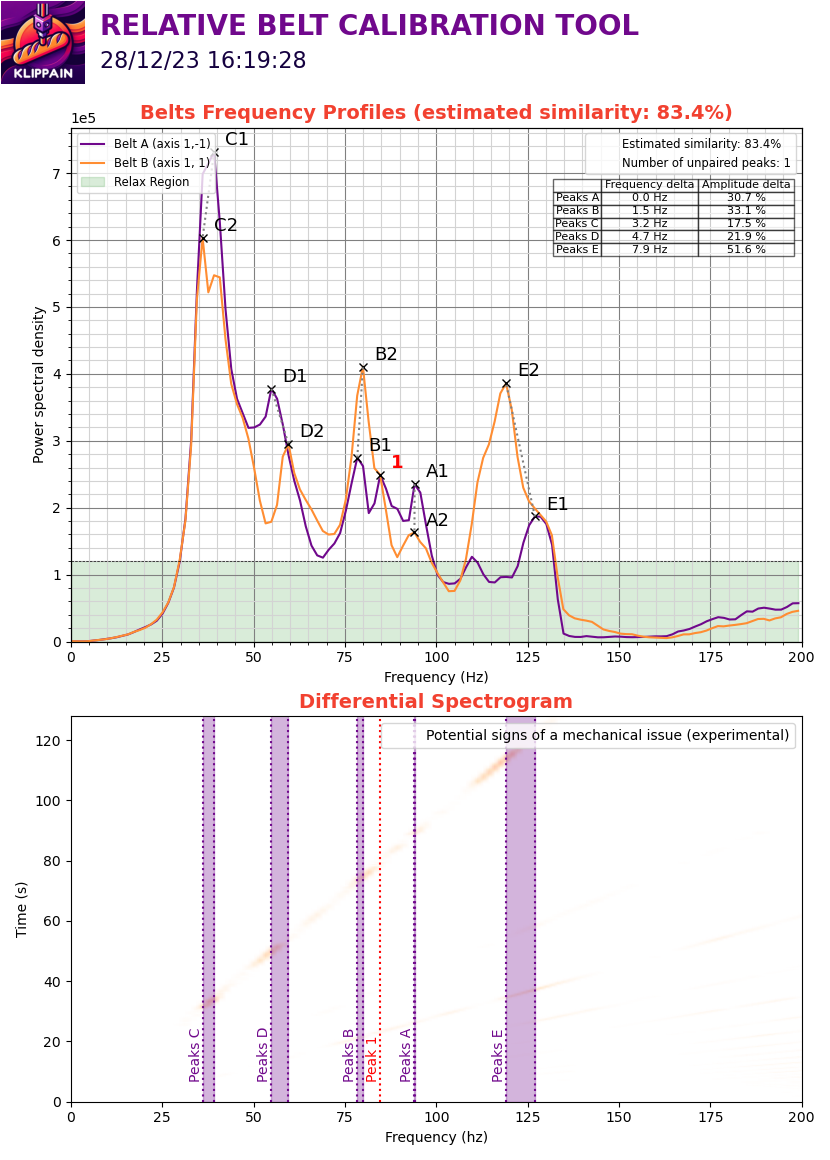 RELATIVE BELT CALIBRATION TOOL
28/12/23 16:19:28
KLIPPAIN
Belts Frequency Profiles (estimated similarity: 83.4%)
1e5
Belt A (axis 1,-1)
Belt B (axis 1, 1)
Relax Region
Estimated similarity: 83.4%
Number of unpaired peaks: 1
Frequency delta Amplitude delta
Peaks A 0.0 Hz 30.7 %
Peaks B 1.5 Hz 33.1 %
Peaks C 3.2 Hz 17.5 %
Peaks D 4.7 Hz 21.9 %
Peaks E 7.9 Hz 51.6 %
C1
C2
D1
D2
B2
B1
1
A1
A2
E2
E1
Power spectral density
7
6
5
4
3
2
1
0
0 25 50 75 100 125 150 175 200
Frequency (Hz)
Differential Spectrogram
Potential signs of a mechanical issue (experimental)
Time (s)
120
100
80
60
40
20
0
Peaks C
Peaks D
Peaks B
Peak 1
Peaks A
Peaks E
0 25 50 75 100 125 150 175 200
Frequency (hz)